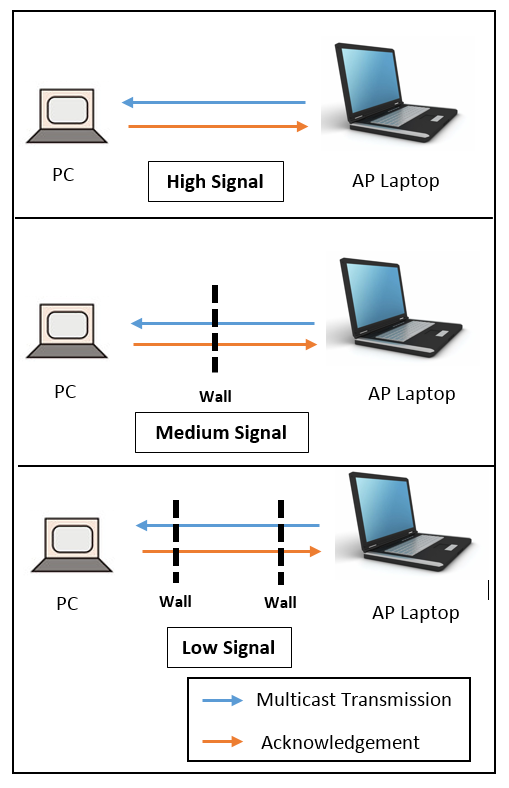 PC
AP Laptop
High Signal
PC
AP Laptop
Wall
Medium Signal
PC
AP Laptop
Wall
Wall
Low Signal
Multicast Transmission
Acknowledgement